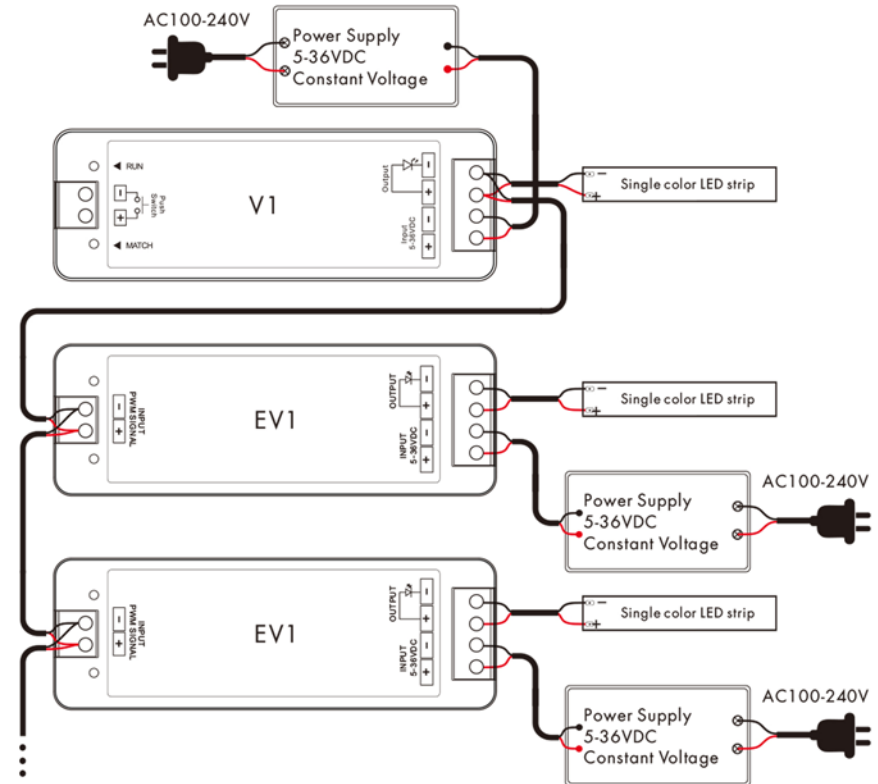 AC100-240V
Power Supply
5-36VDC
Constant Voltage
RUN
Push
Switch
−
+
MATCH
V1
Output
−
+
Input
5-36VDC
−
+
− Single color LED strip
+
INPUT
PWM SIGNAL
−
+
EV1
OUTPUT
−
+
INPUT
5-36VDC
−
+
− Single color LED strip
+
AC100-240V
Power Supply
5-36VDC
Constant Voltage
INPUT
PWM SIGNAL
−
+
EV1
OUTPUT
−
+
INPUT
5-36VDC
−
+
− Single color LED strip
+
AC100-240V
Power Supply
5-36VDC
Constant Voltage